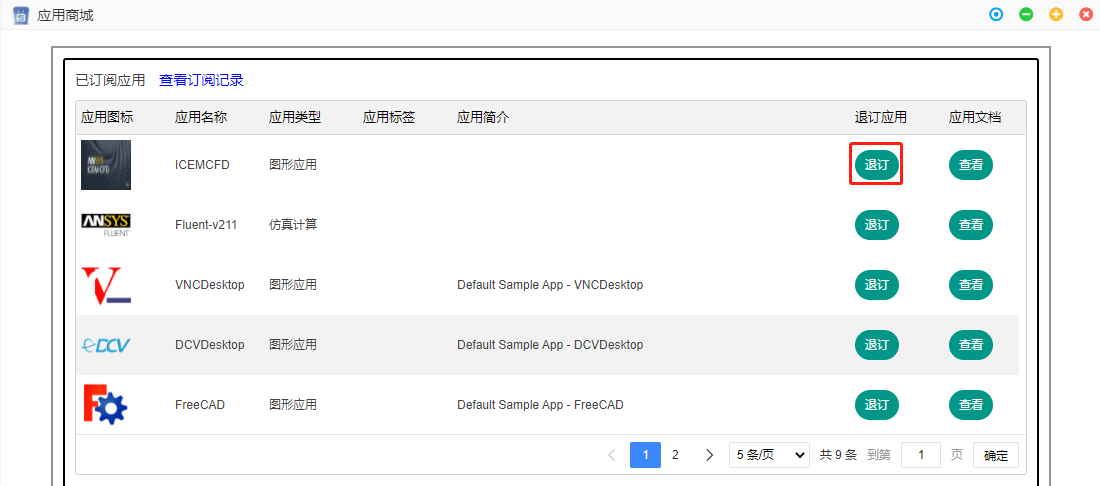 应用商城
已订阅应用 查看订阅记录
应用图标 应用名称 应用类型 应用标签 应用简介 退订应用 应用文档
ANSYS ICEM CFD ICEMCFD 图形应用 退订 查看
ANSYS FLUENT Fluent-v211 仿真计算 退订 查看
VNCDesktop 图形应用 Default Sample App - VNCDesktop 退订 查看
DCV DCVDesktop 图形应用 Default Sample App - DCVDesktop 退订 查看
FreeCAD 图形应用 Default Sample App - FreeCAD 退订 查看
1 2 5 条/页 共 9 条 到第 1 页 确定